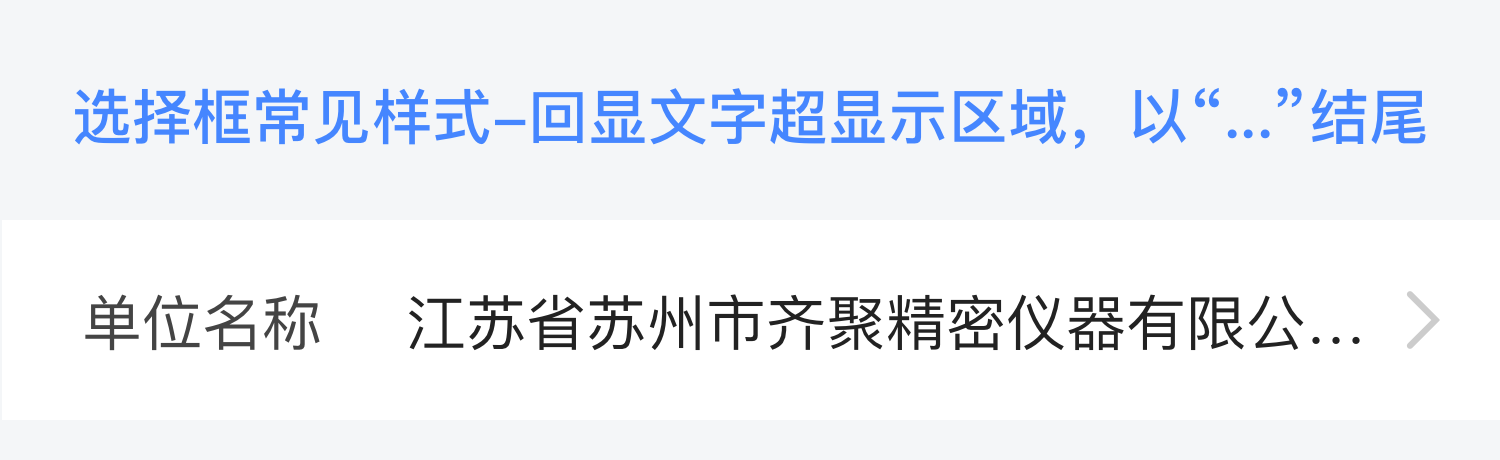 选择框常见样式-回显文字超显示区域，以“...”结尾
单位名称 江苏省苏州市齐聚精密仪器有限公...